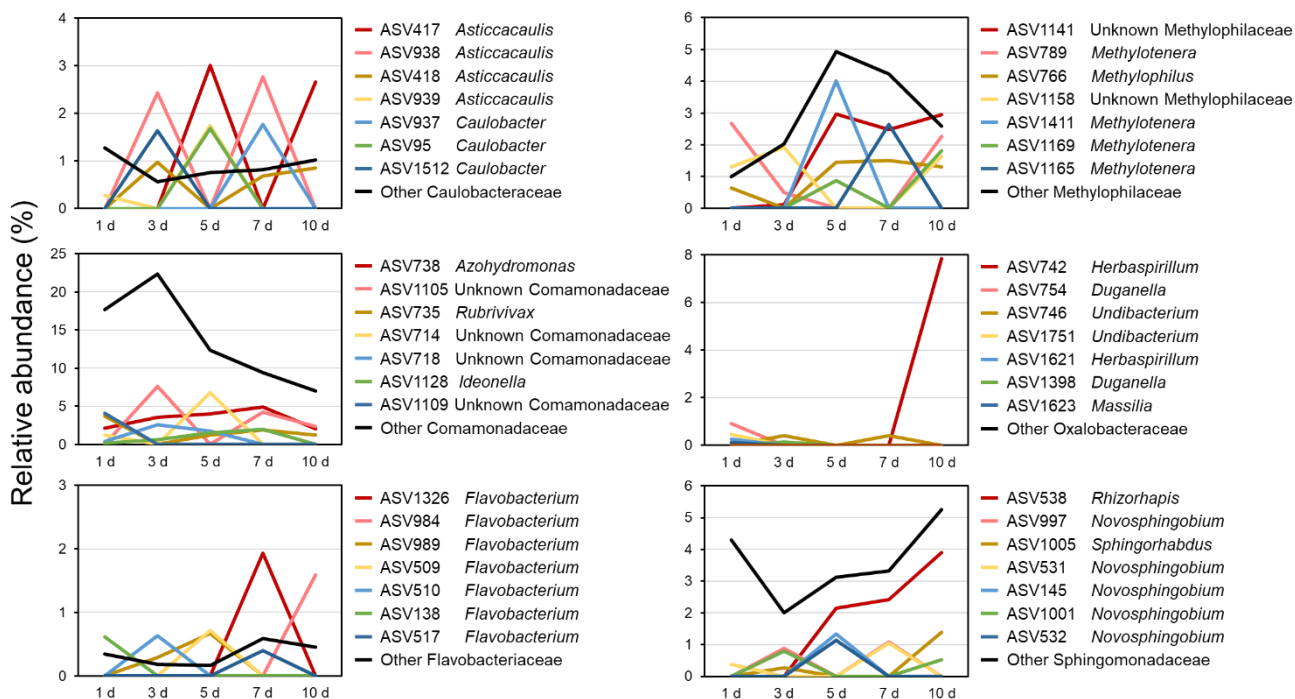 Relative abundance (%)
4
3
2
1
0
1 d 3 d 5 d 7 d 10 d
ASV417 Asticcacaulis
ASV938 Asticcacaulis
ASV418 Asticcacaulis
ASV939 Asticcacaulis
ASV937 Caulobacter
ASV95 Caulobacter
ASV1512 Caulobacter
Other Caulobacteraceae
6
5
4
3
2
1
0
1 d 3 d 5 d 7 d 10 d
ASV1141 Unknown Methylophilaceae
ASV789 Methylotenera
ASV766 Methylophilus
ASV1158 Unknown Methylophilaceae
ASV1411 Methylotenera
ASV1169 Methylotenera
ASV1165 Methylotenera
Other Methylophilaceae
25
20
15
10
5
0
1 d 3 d 5 d 7 d 10 d
ASV738 Azohydromonas
ASV1105 Unknown Comamonadaceae
ASV735 Rubrivivax
ASV714 Unknown Comamonadaceae
ASV718 Unknown Comamonadaceae
ASV1128 Ideonella
ASV1109 Unknown Comamonadaceae
Other Comamonadaceae
8
6
4
2
0
1 d 3 d 5 d 7 d 10 d
ASV742 Herbaspirillum
ASV754 Duganella
ASV746 Undibacterium
ASV1751 Undibacterium
ASV1621 Herbaspirillum
ASV1398 Duganella
ASV1623 Massilia
Other Oxalobacteraceae
3
2
1
0
1 d 3 d 5 d 7 d 10 d
ASV1326 Flavobacterium
ASV984 Flavobacterium
ASV989 Flavobacterium
ASV509 Flavobacterium
ASV510 Flavobacterium
ASV138 Flavobacterium
ASV517 Flavobacterium
Other Flavobacteriaceae
6
5
4
3
2
1
0
1 d 3 d 5 d 7 d 10 d
ASV538 Rhizorhapis
ASV997 Novosphingobium
ASV1005 Sphingorhabdus
ASV531 Novosphingobium
ASV145 Novosphingobium
ASV1001 Novosphingobium
ASV532 Novosphingobium
Other Sphingomonadaceae